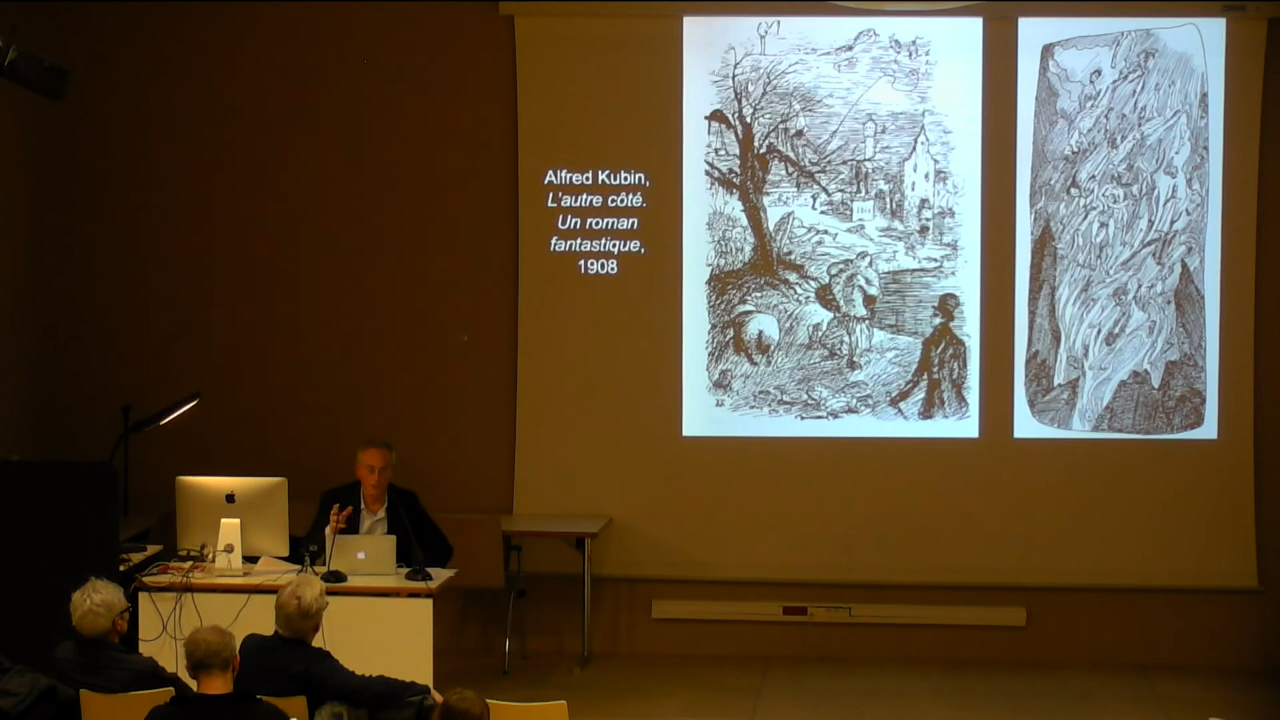 Alfred Kubin,
L'autre côté.
Un roman
fantastique,
1908